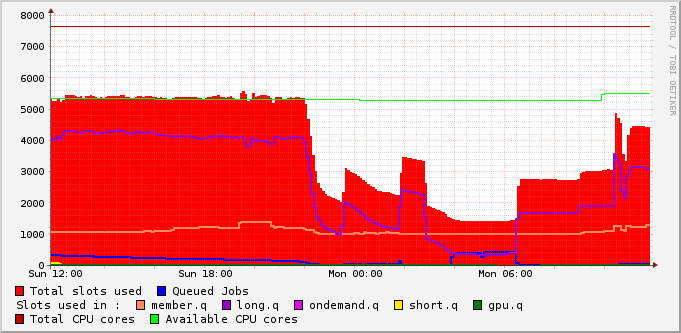 8000
7000
6000
5000
4000
3000
2000
1000
0
Sun 12:00 Sun 18:00 Mon 00:00 Mon 06:00
Total slots used Queued Jobs
Slots used in : member.q long.q ondemand.q short.q gpu.q
Total CPU cores Available CPU cores
RRDTOOL / TOBI OETIKER